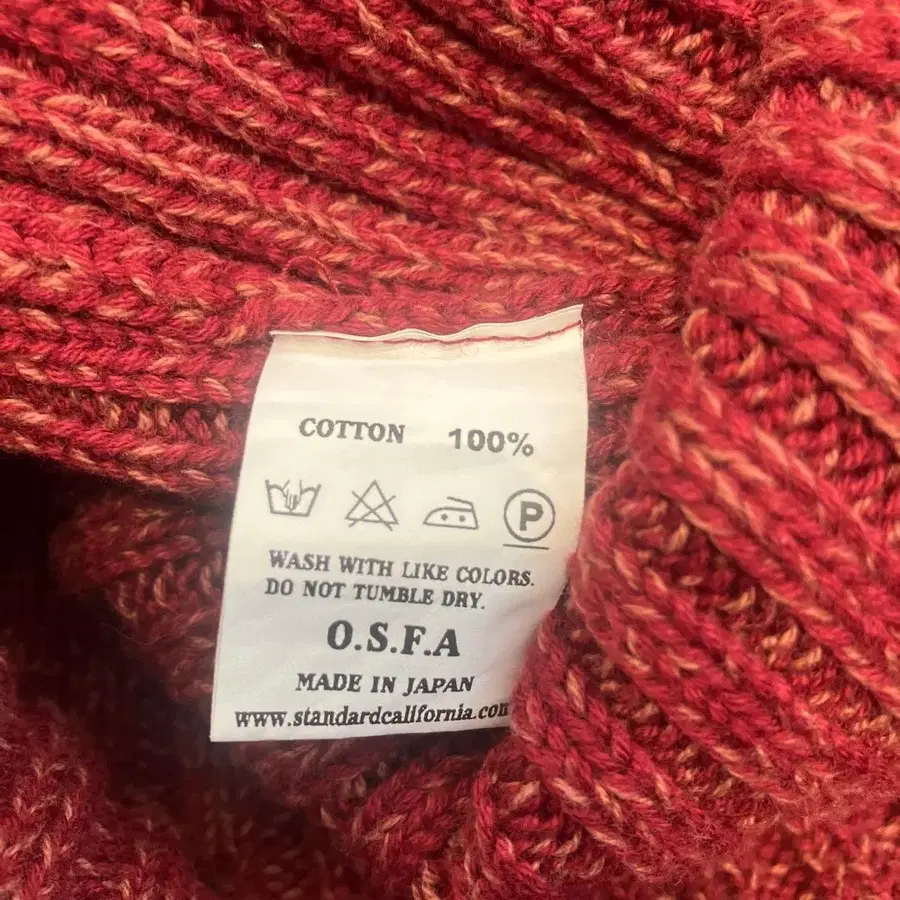 COTTON 100%
P
WASH WITH LIKE COLORS.
DO NOT TUMBLE DRY.
O.S.F.A
MADE IN JAPAN
www.standardcalifornia.com